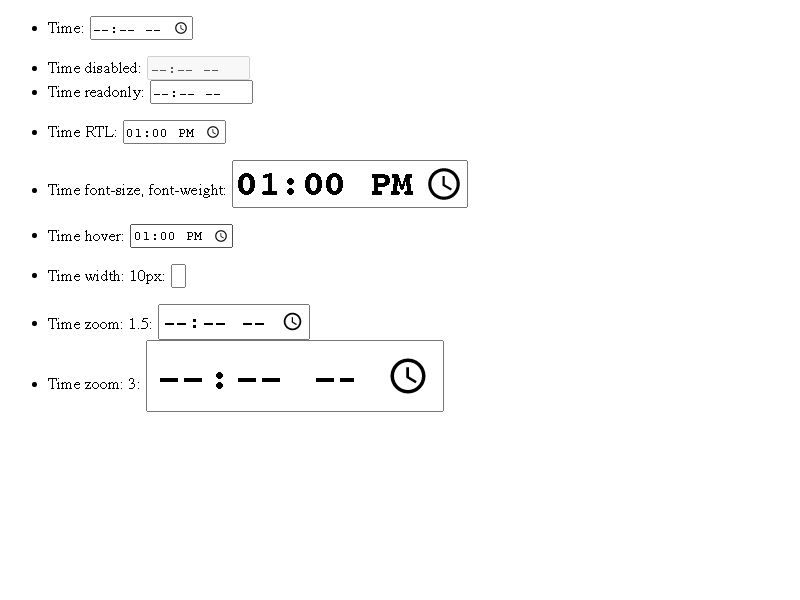 Time: --:-- --
Time disabled: --:-- --
Time readonly: --:-- --
Time RTL: 01:00 PM
Time font-size, font-weight: 01:00 PM
Time hover: 01:00 PM
Time width: 10px:
Time zoom: 1.5: --:-- --
Time zoom: 3: --:-- --